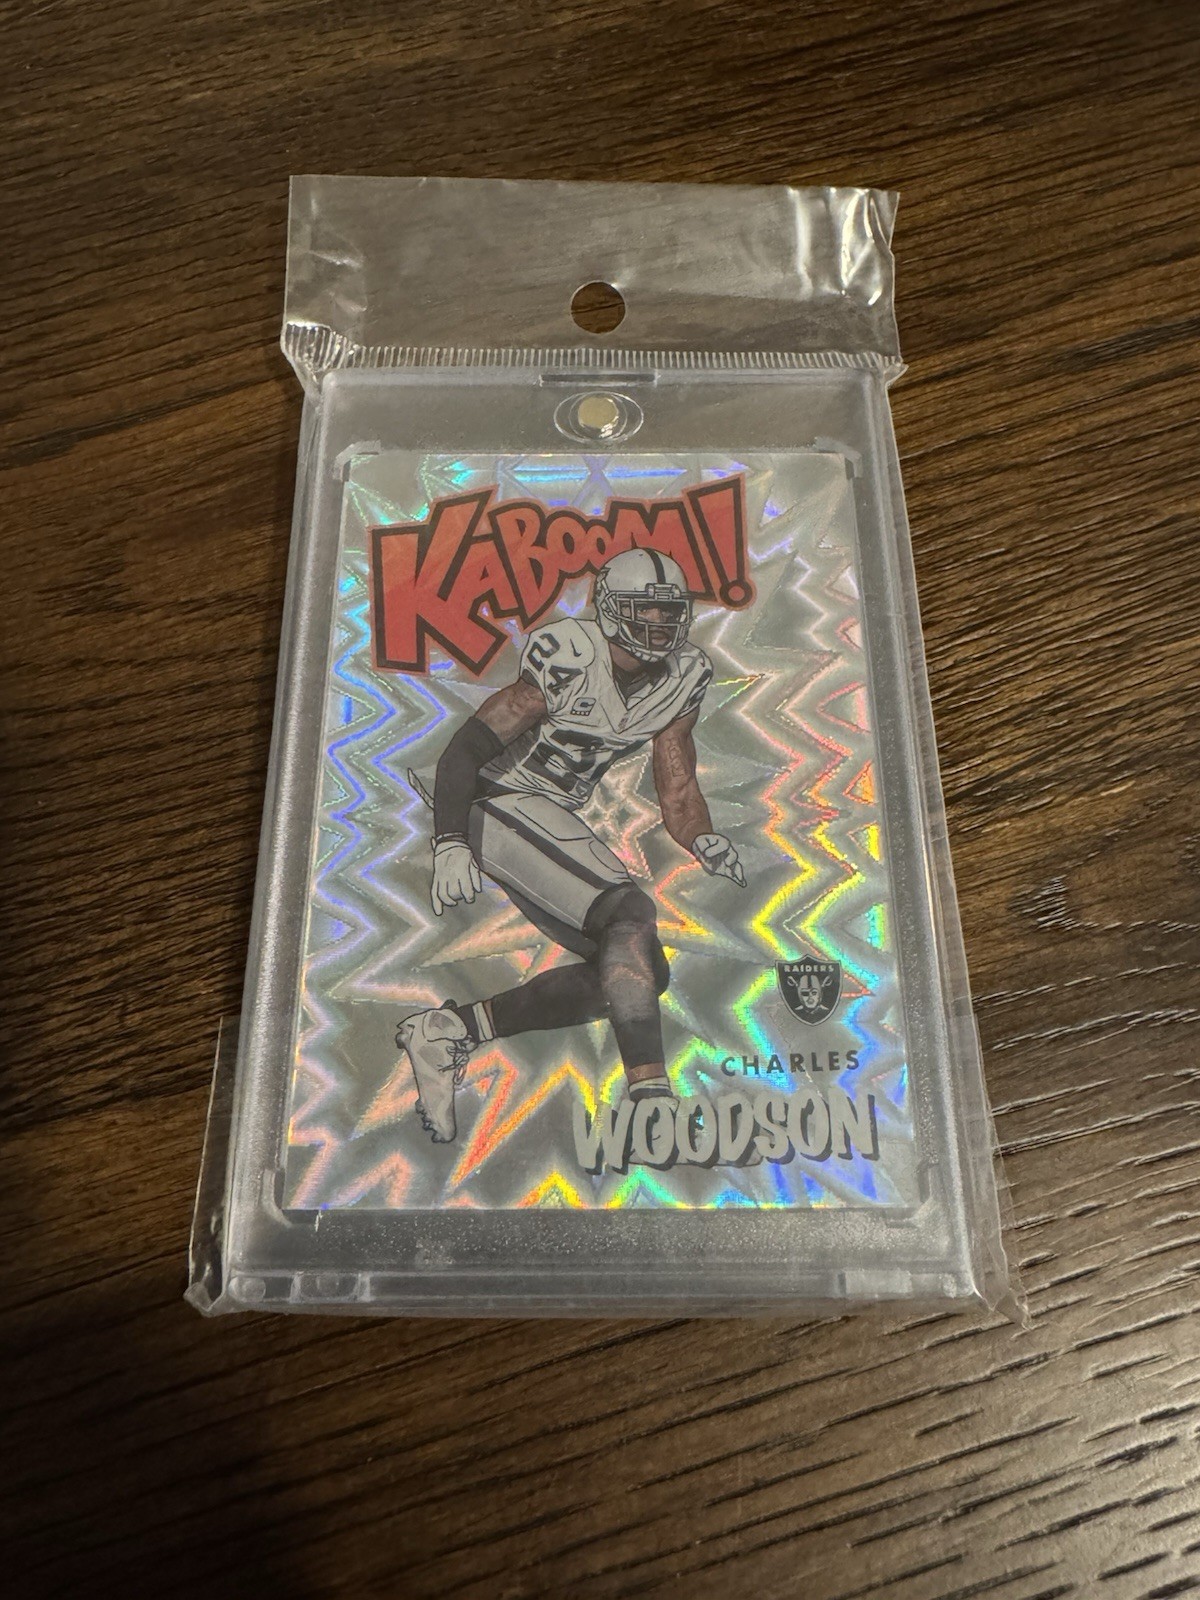 KABOOM!
24
C
24
RAIDERS
CHARLES
WOODSON